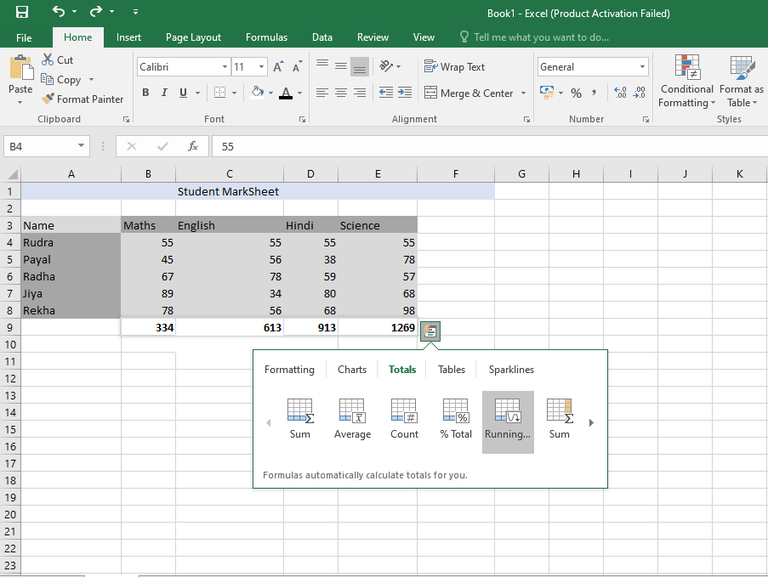 Book1 - Excel (Product Activation Failed)
File Home Insert Page Layout Formulas Data Review View Tell me what you want to do...
Paste
Cut
Copy
Format Painter
Clipboard
Calibri 11 A A
B I U A
Font
Wrap Text
Merge & Center
Alignment
General
% , .00
Number
Conditional Formatting
Format as Table
Styles
B4 fx 55
A B C D E F G H I J K
1 Student MarkSheet
2
3 Name Maths English Hindi Science
4 Rudra 55 55 55 55
5 Payal 45 56 38 78
6 Radha 67 78 59 57
7 Jiya 89 34 80 68
8 Rekha 78 56 68 98
9 334 613 913 1269
10
11
12
13
14
15
16
17
18
19
20
21
22
23
Formatting Charts Totals Tables Sparklines
Sum Average Count % Total Running... Sum
Formulas automatically calculate totals for you.